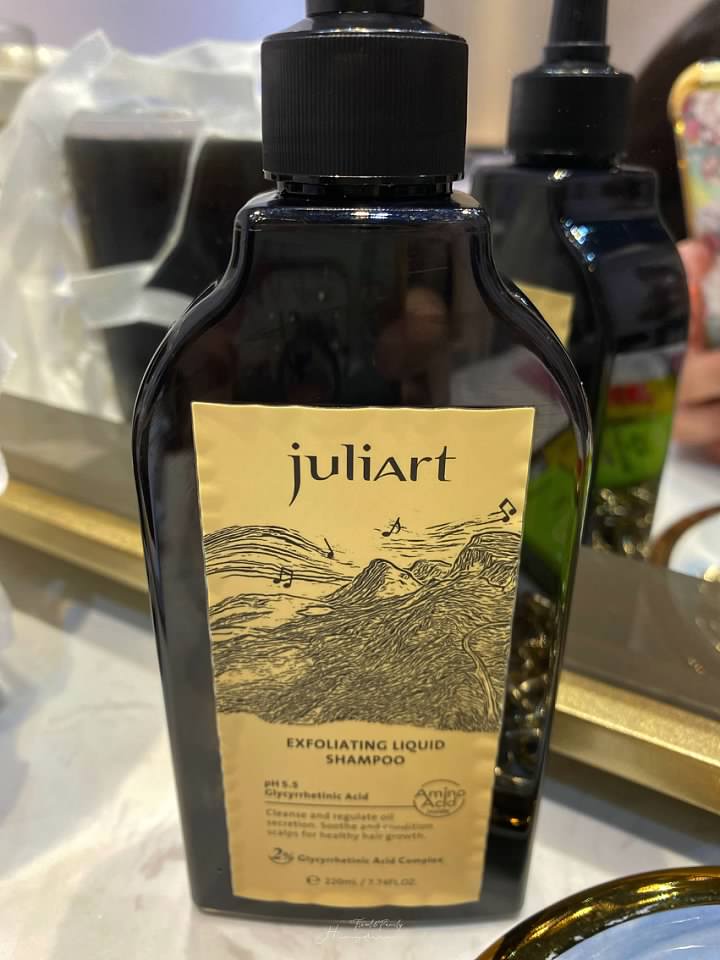 juliart
EXFOLIATING LIQUID
SHAMPOO
pH 5.5
Glycyrrhetinic Acid
Amino
Acid
Cleanse and regulate oil
secretion. Soothe and condition
scalps for healthy hair growth.
2% Glycyrrhetinic Acid Complex
℮ 220mL / 7.76FL.OZ.